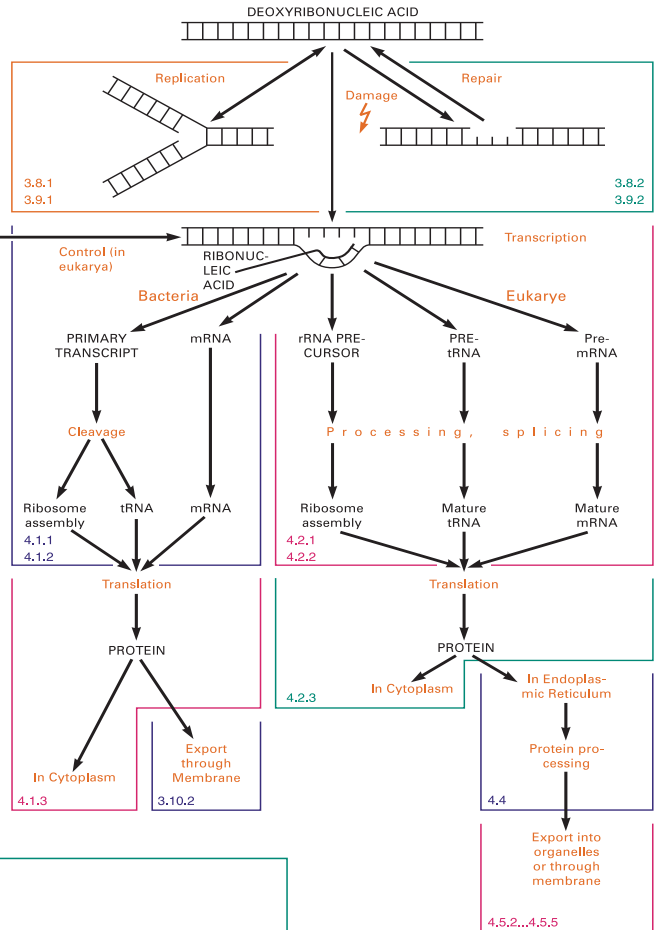 DEOXYRIBONUCLEIC ACID
Replication
Repair
Damage
3.8.1
3.9.1
3.8.2
3.9.2
Control (in
eukarya)
RIBONUC-
LEIC
ACID
Transcription
Bacteria
Eukarye
PRIMARY
TRANSCRIPT
mRNA
rRNA PRE-
CURSOR
PRE-
tRNA
Pre-
mRNA
Cleavage
Processing, splicing
Ribosome
assembly
tRNA
mRNA
Ribosome
assembly
Mature
tRNA
Mature
mRNA
4.1.1
4.1.2
4.2.1
4.2.2
Translation
Translation
PROTEIN
PROTEIN
In Cytoplasm
In Endoplas-
mic Reticulum
4.2.3
In Cytoplasm
Export
through
Membrane
Protein pro-
cessing
4.1.3
3.10.2
4.4
Export into
organelles
or through
membrane
4.5.2...4.5.5